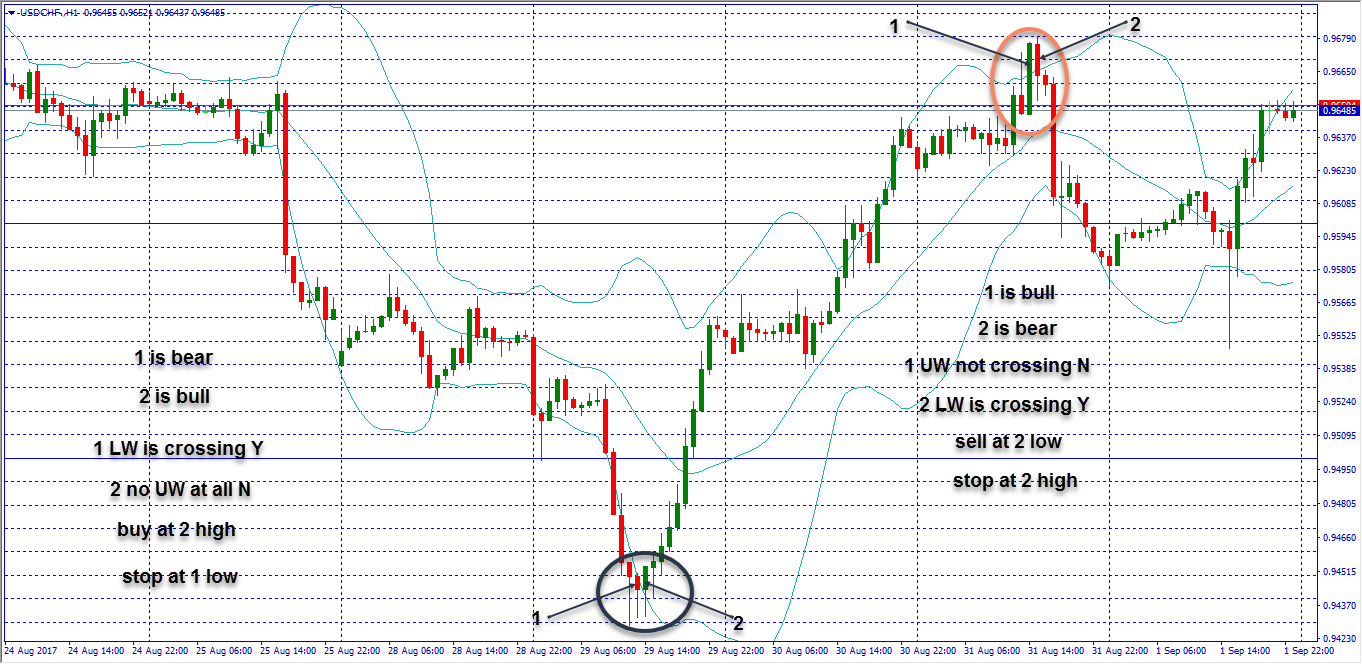 USDCHF.,H1 0.96455 0.96521 0.96437 0.96485
1 2
0.96790
0.96650
0.96485
0.96370
0.96230
0.96085
0.95945
0.95805
0.95665
0.95525
0.95385
0.95240
0.95095
0.94950
0.94805
0.94660
0.94515
0.94370
0.94230
1 is bear
2 is bull
1 LW is crossing Y
2 no UW at all N
buy at 2 high
stop at 1 low
1 is bull
2 is bear
1 UW not crossing N
2 LW is crossing Y
sell at 2 low
stop at 2 high
1 2
24 Aug 2017 24 Aug 14:00 24 Aug 22:00 25 Aug 06:00 25 Aug 14:00 25 Aug 22:00 28 Aug 06:00 28 Aug 14:00 28 Aug 22:00 29 Aug 06:00 29 Aug 14:00 29 Aug 22:00 30 Aug 06:00 30 Aug 14:00 30 Aug 22:00 31 Aug 06:00 31 Aug 14:00 31 Aug 22:00 1 Sep 06:00 1 Sep 14:00 1 Sep 22:00